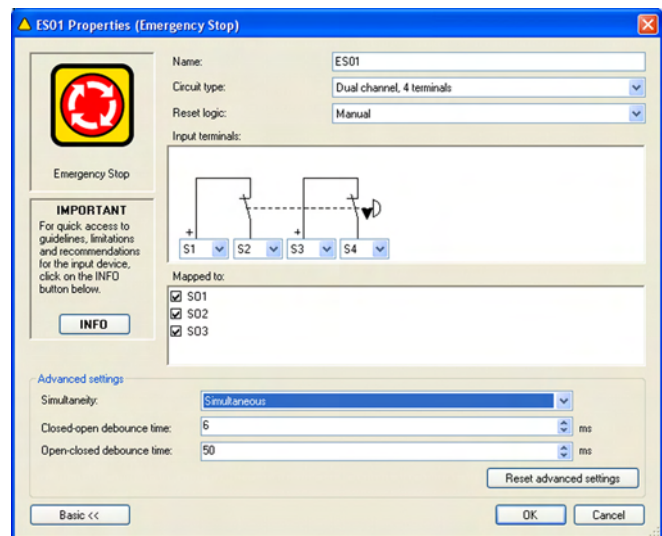 ES01 Properties (Emergency Stop)
Emergency Stop
IMPORTANT
For quick access to
guidelines, limitations
and recommendations
for the input device,
click on the INFO
button below.
INFO
Name: ES01
Circuit type: Dual channel, 4 terminals
Reset logic: Manual
Input terminals:
+ +
S1 S2 S3 S4
Mapped to:
SO1
SO2
SO3
Advanced settings
Simultaneity: Simultaneous
Closed-open debounce time: 6 ms
Open-closed debounce time: 50 ms
Reset advanced settings
Basic << OK Cancel